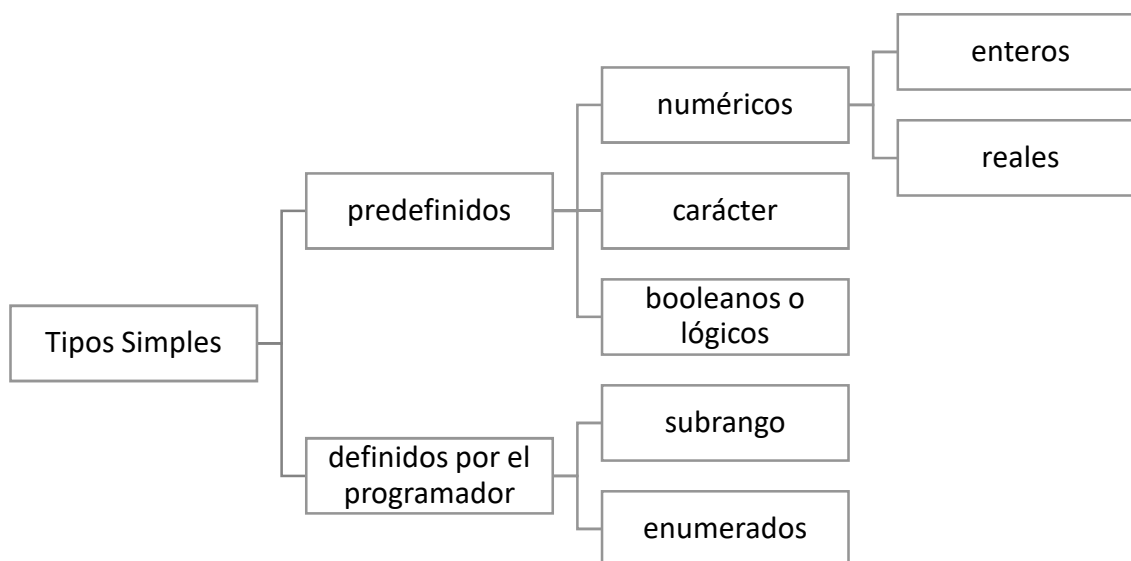 enteros
numéricos
reales
predefinidos
carácter
booleanos o
lógicos
Tipos Simples
subrango
definidos por el
programador
enumerados